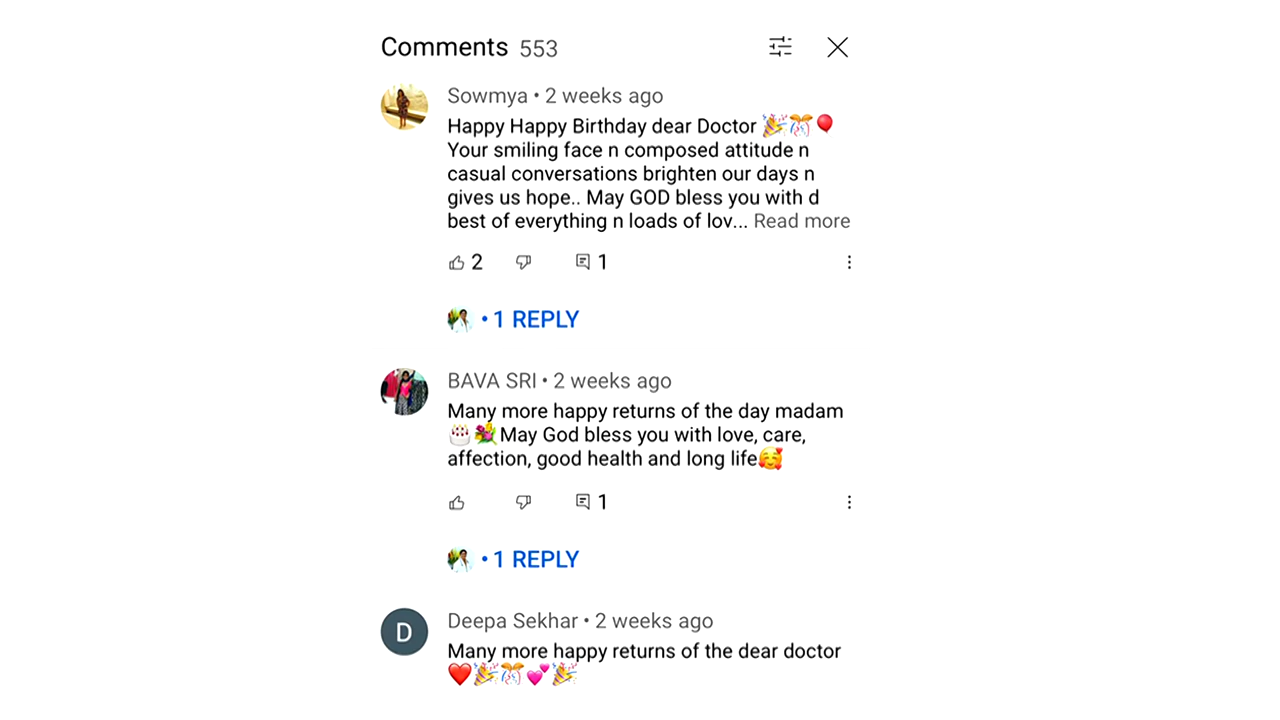 Comments 553
Sowmya • 2 weeks ago
Happy Happy Birthday dear Doctor 🎉🎊🎈
Your smiling face n composed attitude n
casual conversations brighten our days n
gives us hope.. May GOD bless you with d
best of everything n loads of lov... Read more
2 1
• 1 REPLY
BAVA SRI • 2 weeks ago
Many more happy returns of the day madam
🎂💐May God bless you with love, care,
affection, good health and long life🥰
1
• 1 REPLY
D
Deepa Sekhar • 2 weeks ago
Many more happy returns of the dear doctor
❤️🎉🎊💕🎉